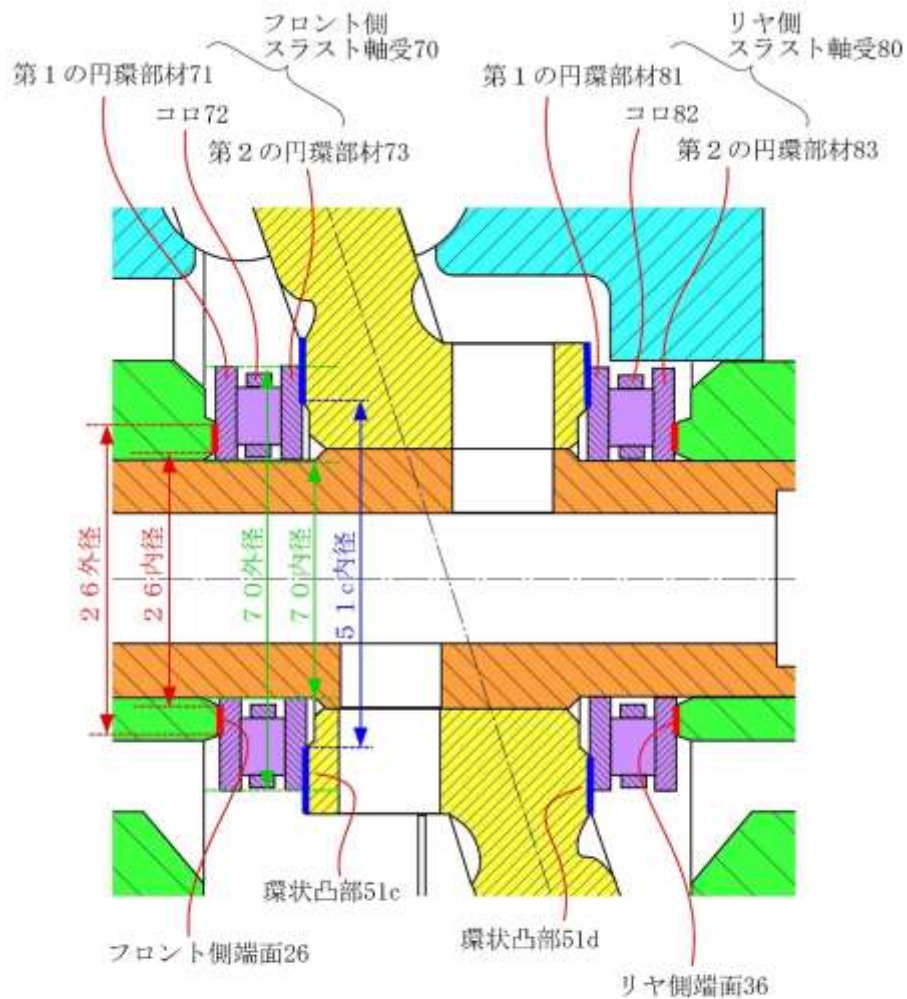 フロント側
スラスト軸受70
リヤ側
スラスト軸受80
第１の円環部材71
第１の円環部材81
コロ72
コロ82
第２の円環部材73
第２の円環部材83
２６外径
２６内径
７０外径
７０内径
５１c内径
環状凸部51c
環状凸部51d
フロント側端面26
リヤ側端面36